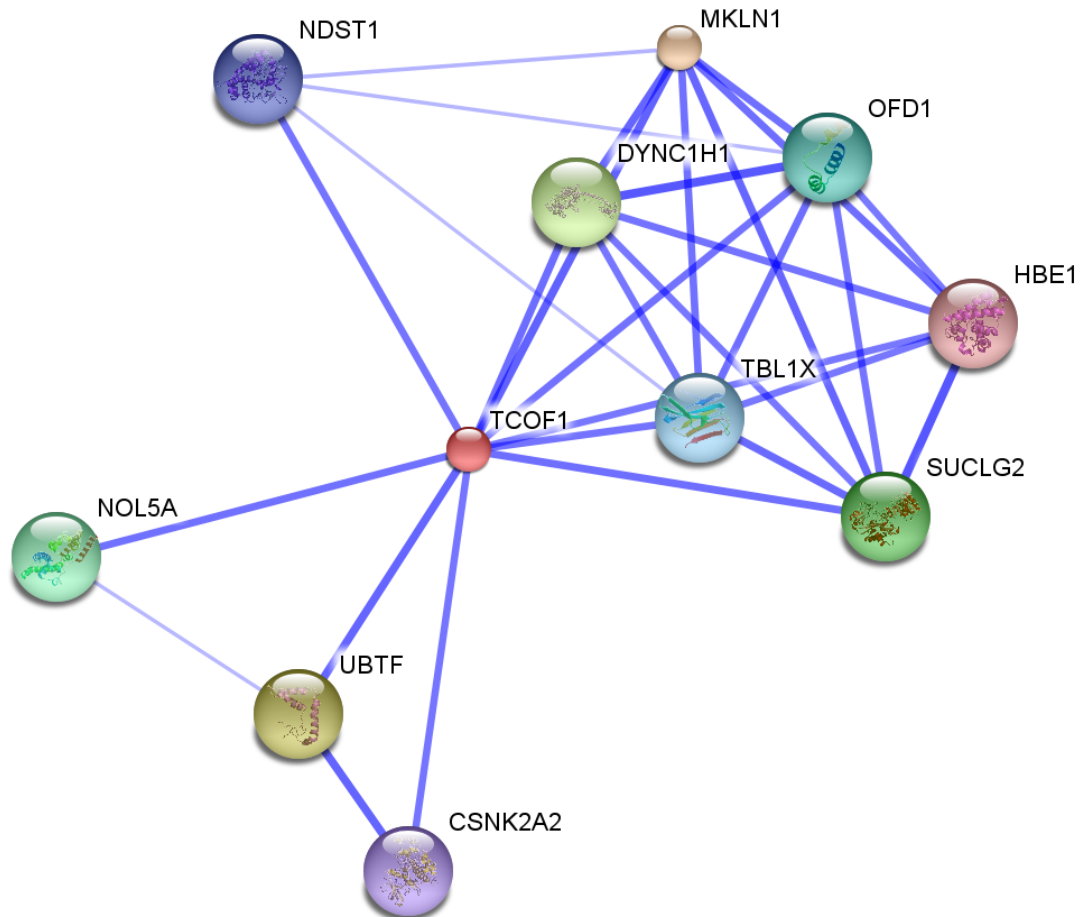 NDST1
MKLN1
OFD1
DYNC1H1
HBE1
TBL1X
TCOF1
SUCLG2
NOL5A
UBTF
CSNK2A2